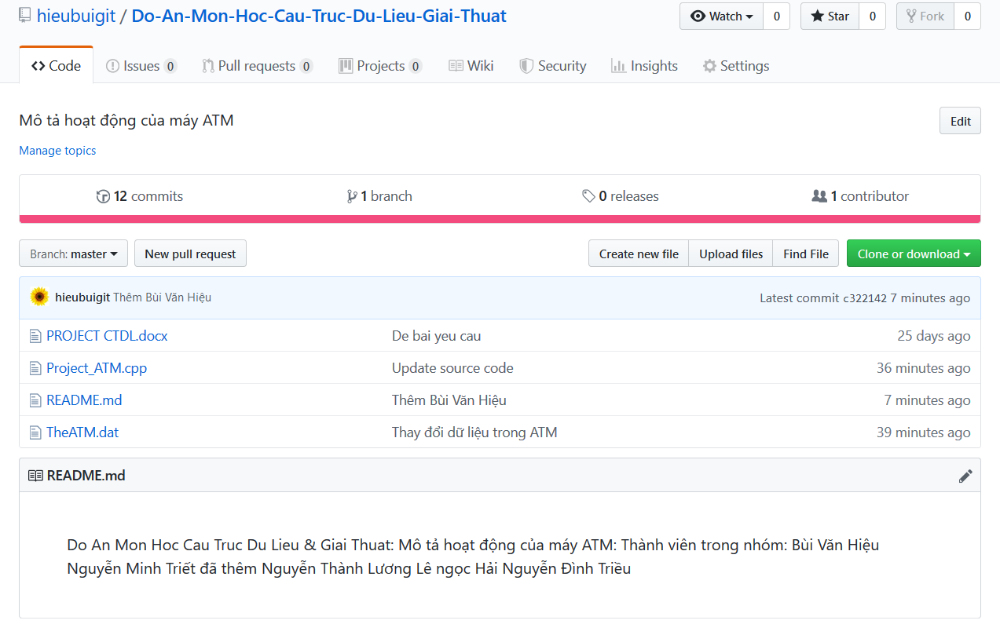 hieubuigit / Do-An-Mon-Hoc-Cau-Truc-Du-Lieu-Giai-Thuat Watch 0 Star 0 Fork 0
Code Issues 0 Pull requests 0 Projects 0 Wiki Security Insights Settings
Mô tả hoạt động của máy ATM Edit
Manage topics
12 commits 1 branch 0 releases 1 contributor
Branch: master New pull request Create new file Upload files Find File Clone or download
hieubuigit Thêm Bùi Văn Hiệu Latest commit c322142 7 minutes ago
PROJECT CTDL.docx De bai yeu cau 25 days ago
Project_ATM.cpp Update source code 36 minutes ago
README.md Thêm Bùi Văn Hiệu 7 minutes ago
TheATM.dat Thay đổi dữ liệu trong ATM 39 minutes ago
README.md
Do An Mon Hoc Cau Truc Du Lieu & Giai Thuat: Mô tả hoạt động của máy ATM: Thành viên trong nhóm: Bùi Văn Hiệu
Nguyễn Minh Triết đã thêm Nguyễn Thành Lương Lê ngọc Hải Nguyễn Đình Triều